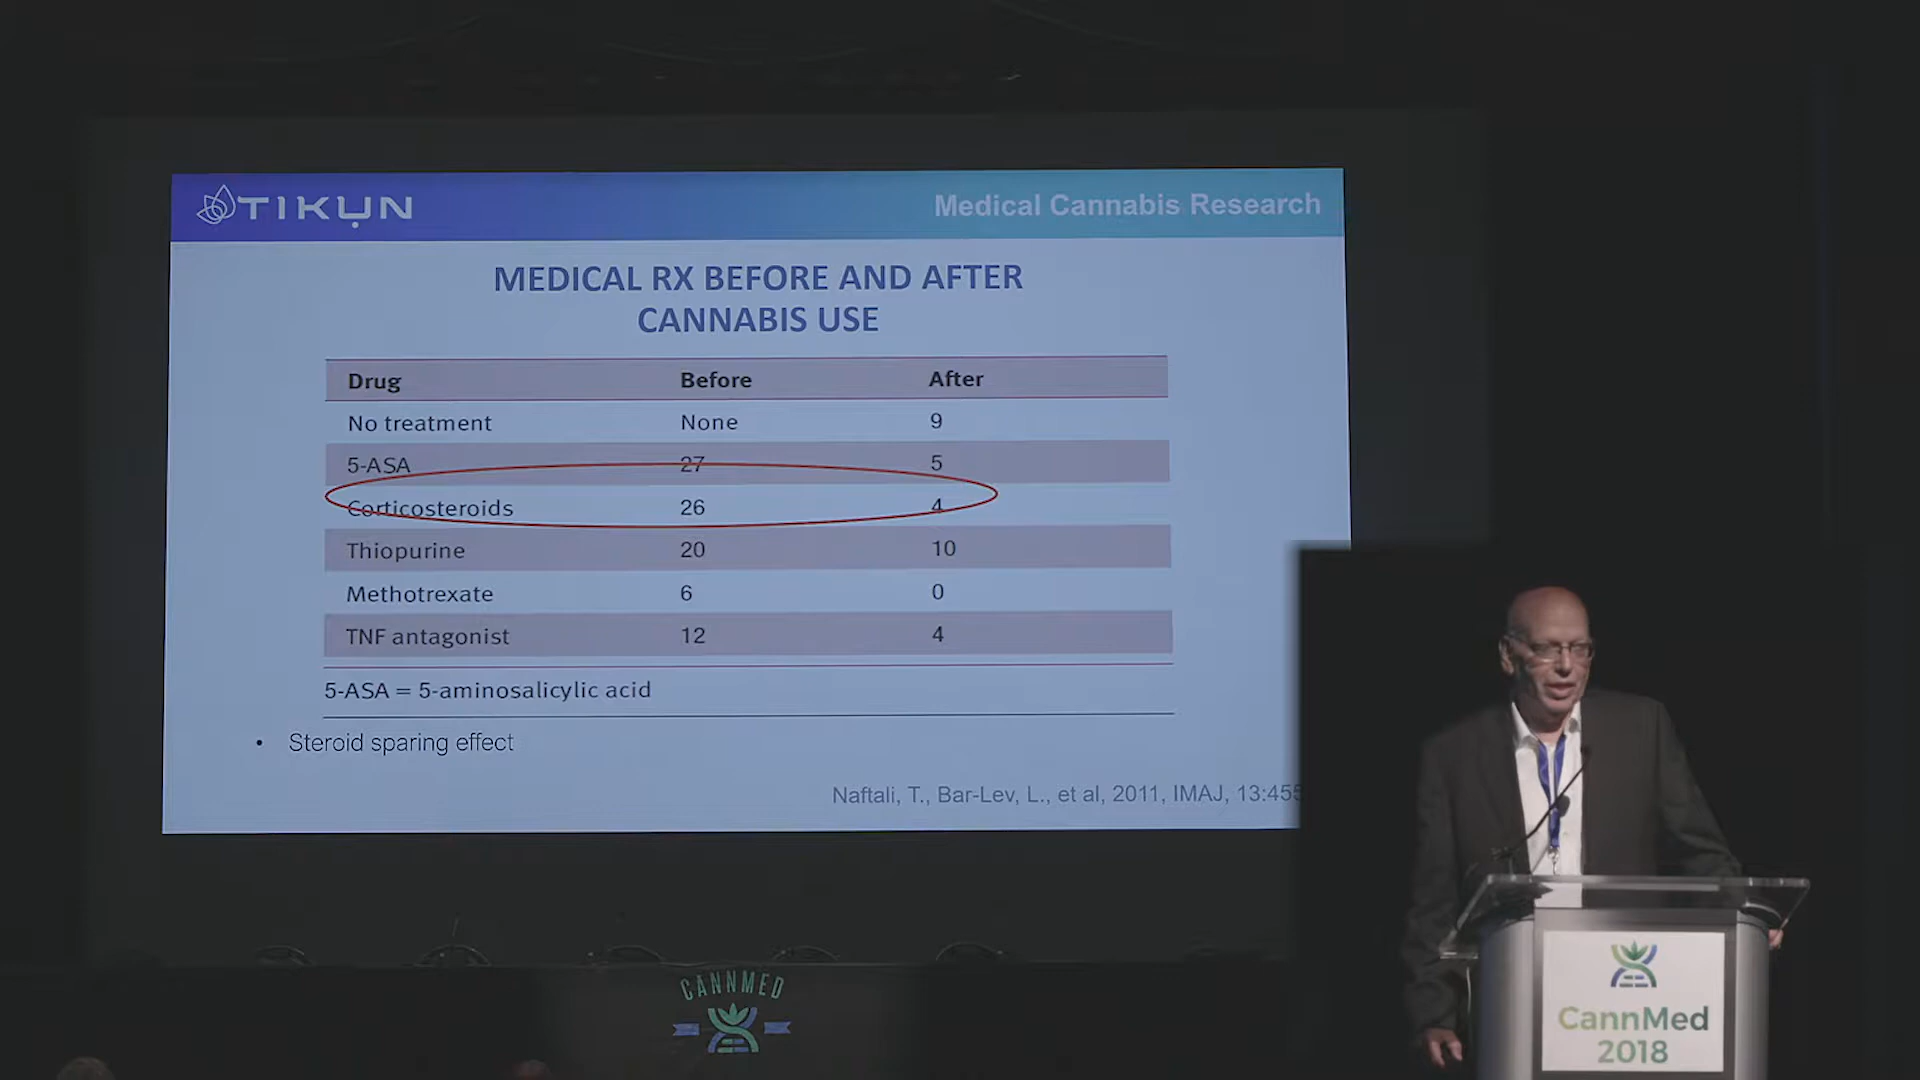 TIKUN
Medical Cannabis Research
MEDICAL RX BEFORE AND AFTER
CANNABIS USE
Drug Before After
No treatment None 9
5-ASA 27 5
Corticosteroids 26 4
Thiopurine 20 10
Methotrexate 6 0
TNF antagonist 12 4
5-ASA = 5-aminosalicylic acid
• Steroid sparing effect
Naftali, T., Bar-Lev, L., et al, 2011, IMAJ, 13:455
CANNMED
CannMed
2018